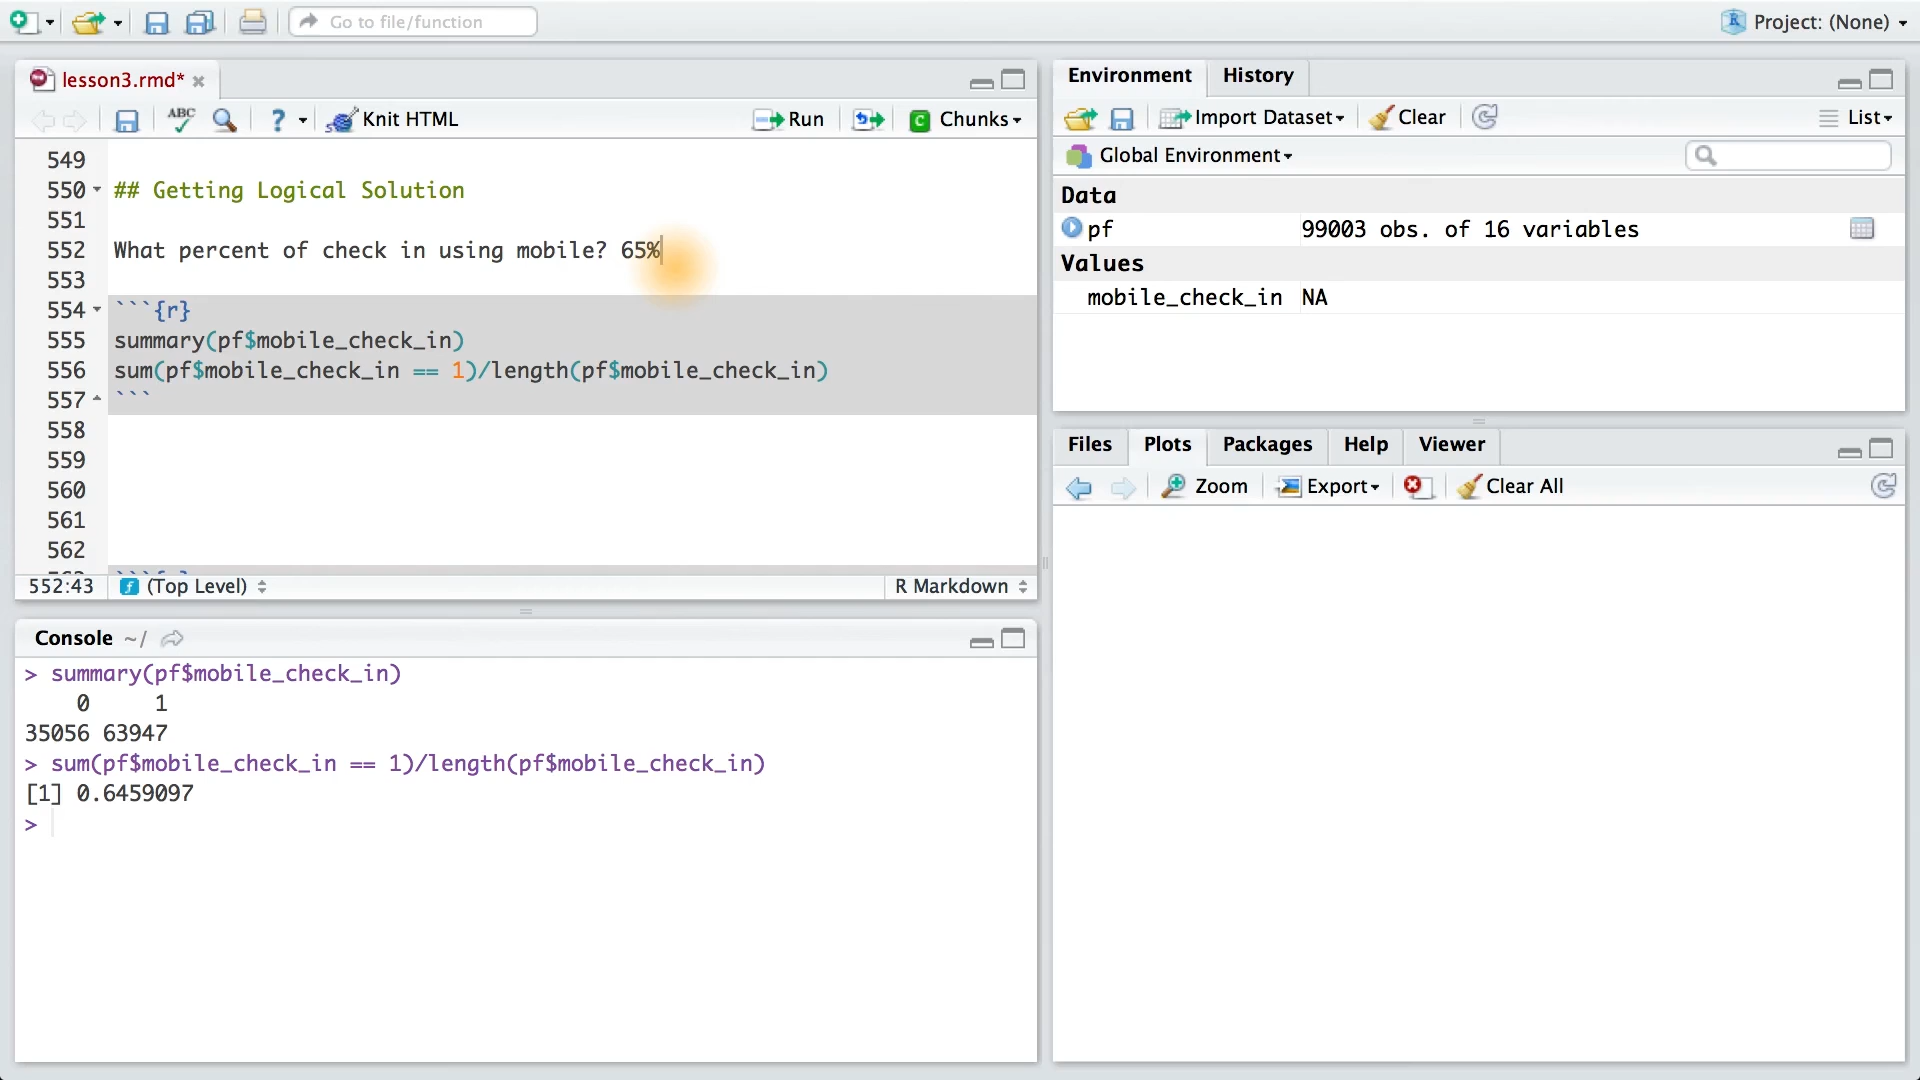 Go to file/function
Project: (None)
lesson3.rmd*
ABC
?
Knit HTML
Run
C Chunks
549
550 ## Getting Logical Solution
551
552 What percent of check in using mobile? 65%
553
554 ```{r}
555 summary(pf$mobile_check_in)
556 sum(pf$mobile_check_in == 1)/length(pf$mobile_check_in)
557 ```
558
559
560
561
562
552:43 (Top Level) R Markdown
Console ~/
> summary(pf$mobile_check_in)
0 1
35056 63947
> sum(pf$mobile_check_in == 1)/length(pf$mobile_check_in)
[1] 0.6459097
>
Environment History
Import Dataset Clear List
Global Environment
Data
pf 99003 obs. of 16 variables
Values
mobile_check_in NA
Files Plots Packages Help Viewer
Zoom Export Clear All